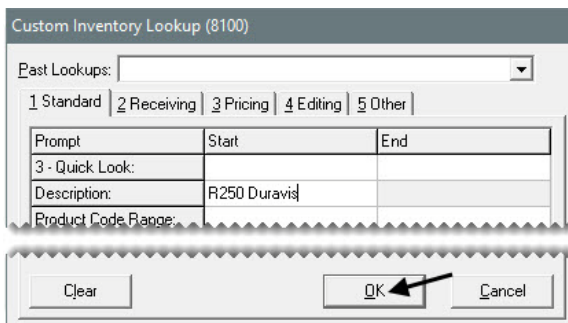 Custom Inventory Lookup (8100)
Past Lookups:
1 Standard 2 Receiving 3 Pricing 4 Editing 5 Other
Prompt Start End
3 - Quick Look:
Description: R250 Duravis
Product Code Range:
Clear OK Cancel